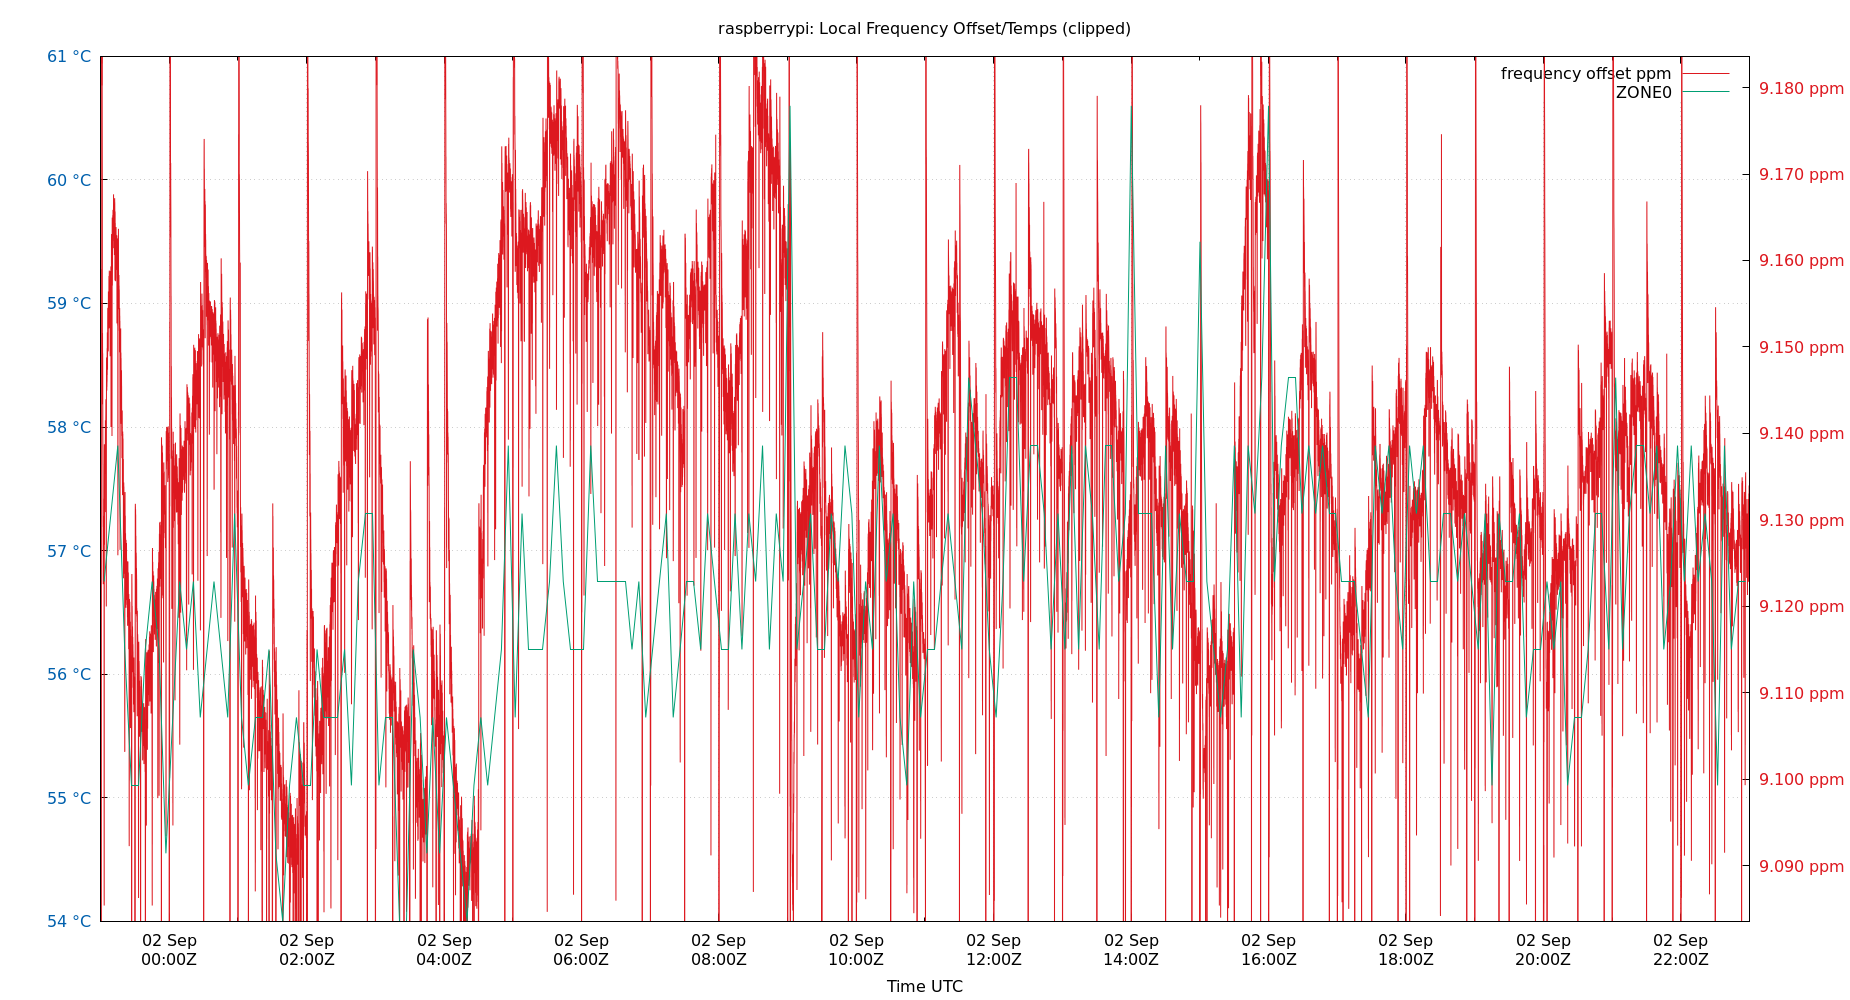 raspberrypi: Local Frequency Offset/Temps (clipped)
61 °C
60 °C
59 °C
58 °C
57 °C
56 °C
55 °C
54 °C
frequency offset ppm
ZONE0
9.180 ppm
9.170 ppm
9.160 ppm
9.150 ppm
9.140 ppm
9.130 ppm
9.120 ppm
9.110 ppm
9.100 ppm
9.090 ppm
02 Sep 02 Sep 02 Sep 02 Sep 02 Sep 02 Sep 02 Sep 02 Sep 02 Sep 02 Sep 02 Sep 02 Sep
00:00Z 02:00Z 04:00Z 06:00Z 08:00Z 10:00Z 12:00Z 14:00Z 16:00Z 18:00Z 20:00Z 22:00Z
Time UTC